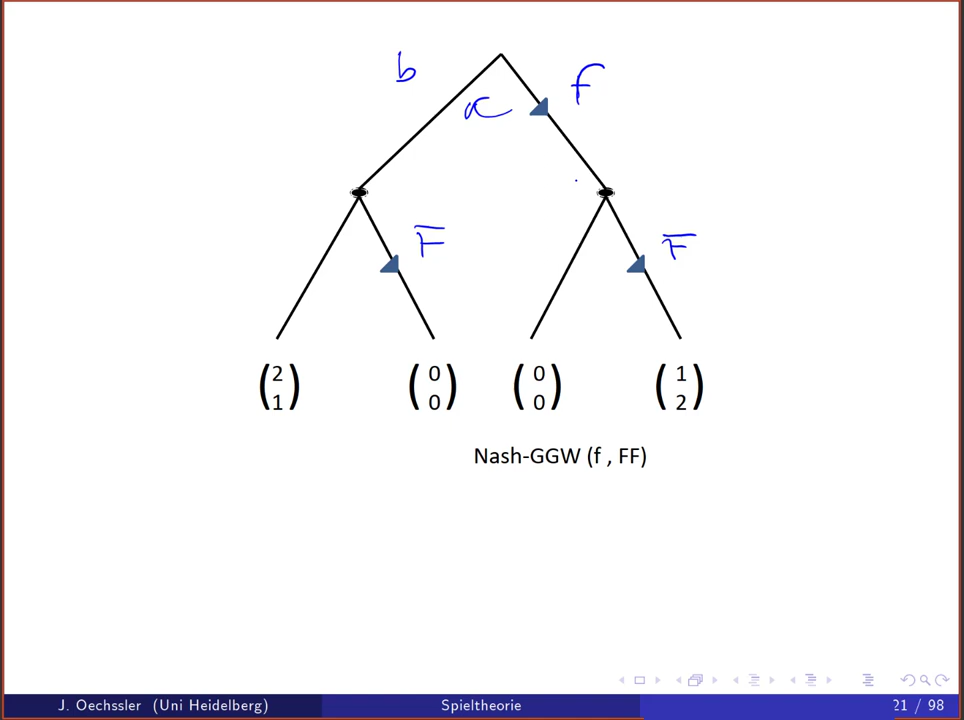 b
f
a
F
F
2 0 0 1
1 0 0 2
Nash-GGW (f , FF)
J. Oechssler (Uni Heidelberg) Spieltheorie 21 / 98